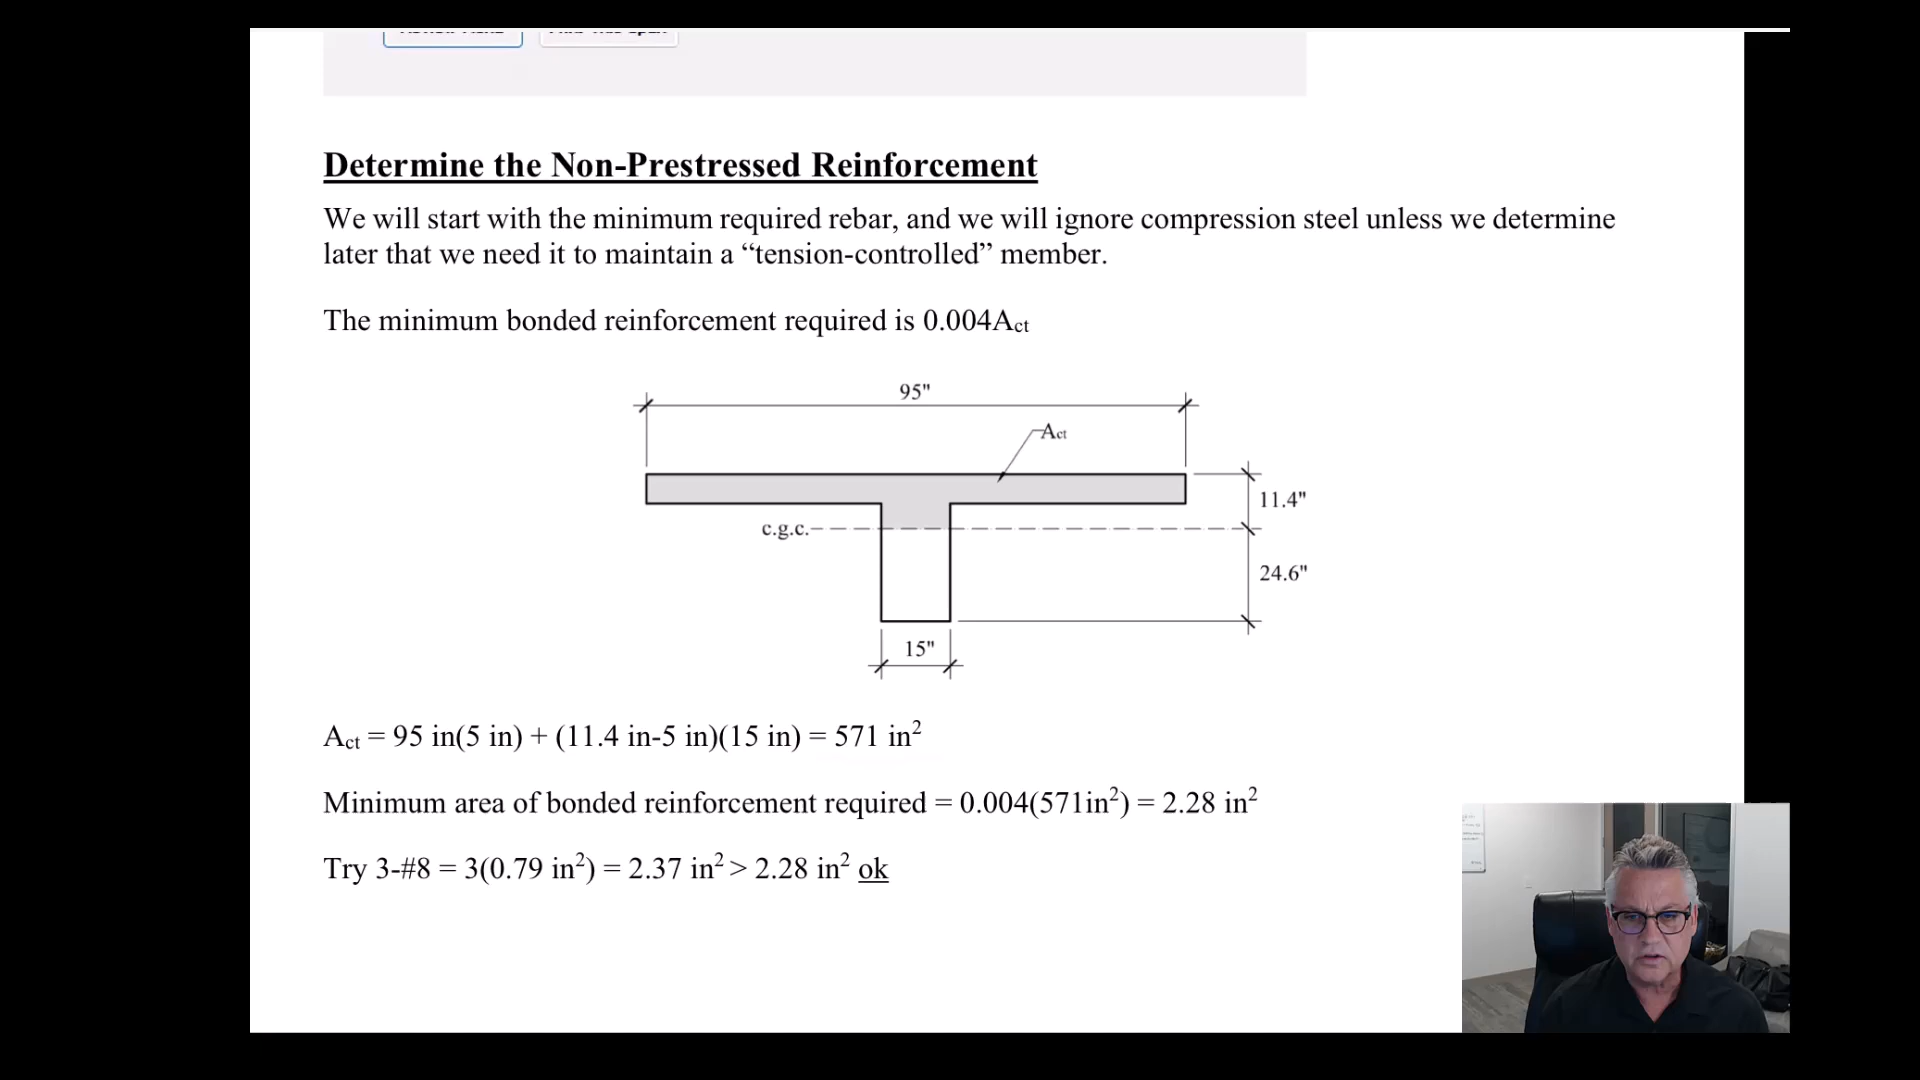 Determine the Non-Prestressed Reinforcement
We will start with the minimum required rebar, and we will ignore compression steel unless we determine
later that we need it to maintain a “tension-controlled” member.
The minimum bonded reinforcement required is 0.004Act
95"
Act
11.4"
c.g.c.
24.6"
15"
Act = 95 in(5 in) + (11.4 in-5 in)(15 in) = 571 in²
Minimum area of bonded reinforcement required = 0.004(571in²) = 2.28 in²
Try 3-#8 = 3(0.79 in²) = 2.37 in² > 2.28 in² ok